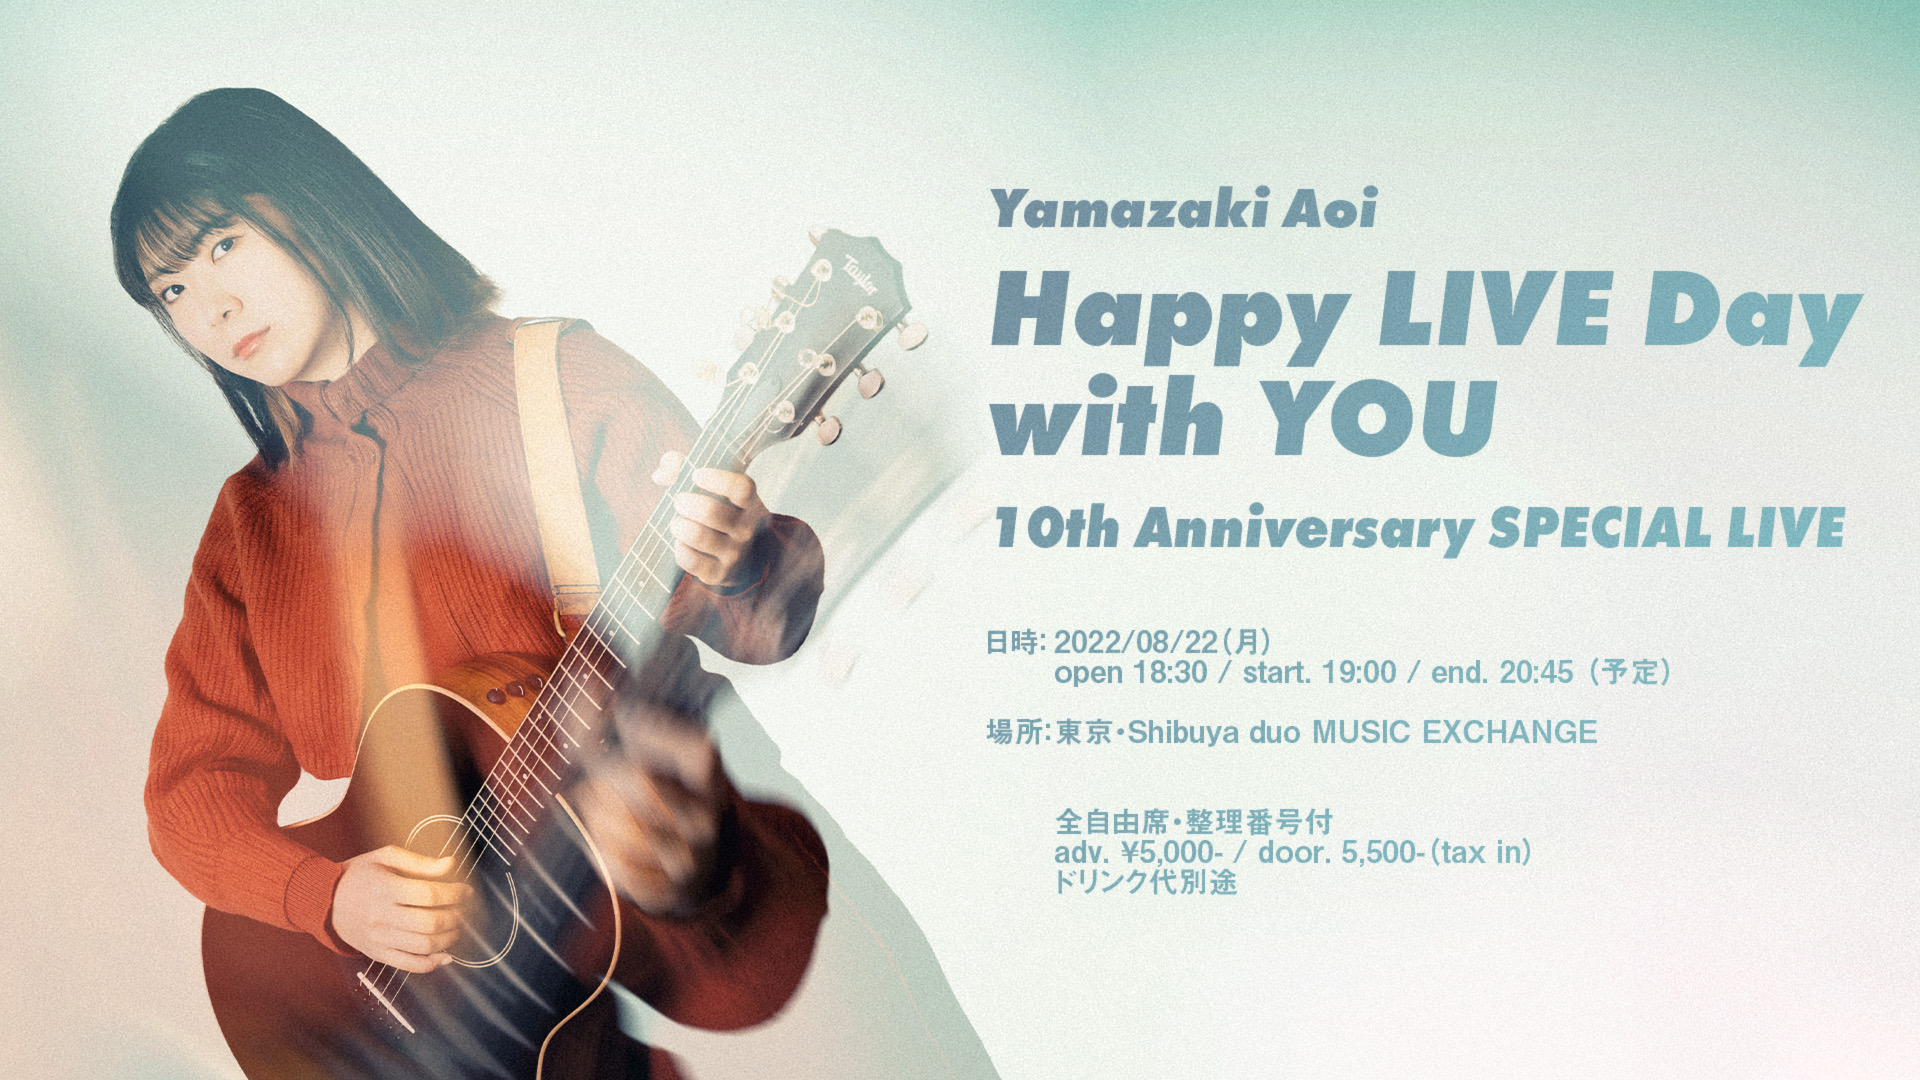 Taylor
Yamazaki Aoi
Happy LIVE Day
with YOU
10th Anniversary SPECIAL LIVE
日時：2022/08/22（月）
open 18:30 / start. 19:00 / end. 20:45（予定）
場所：東京・Shibuya duo MUSIC EXCHANGE
全自由席・整理番号付
adv. ¥5,000- / door. 5,500-（tax in）
ドリンク代別途